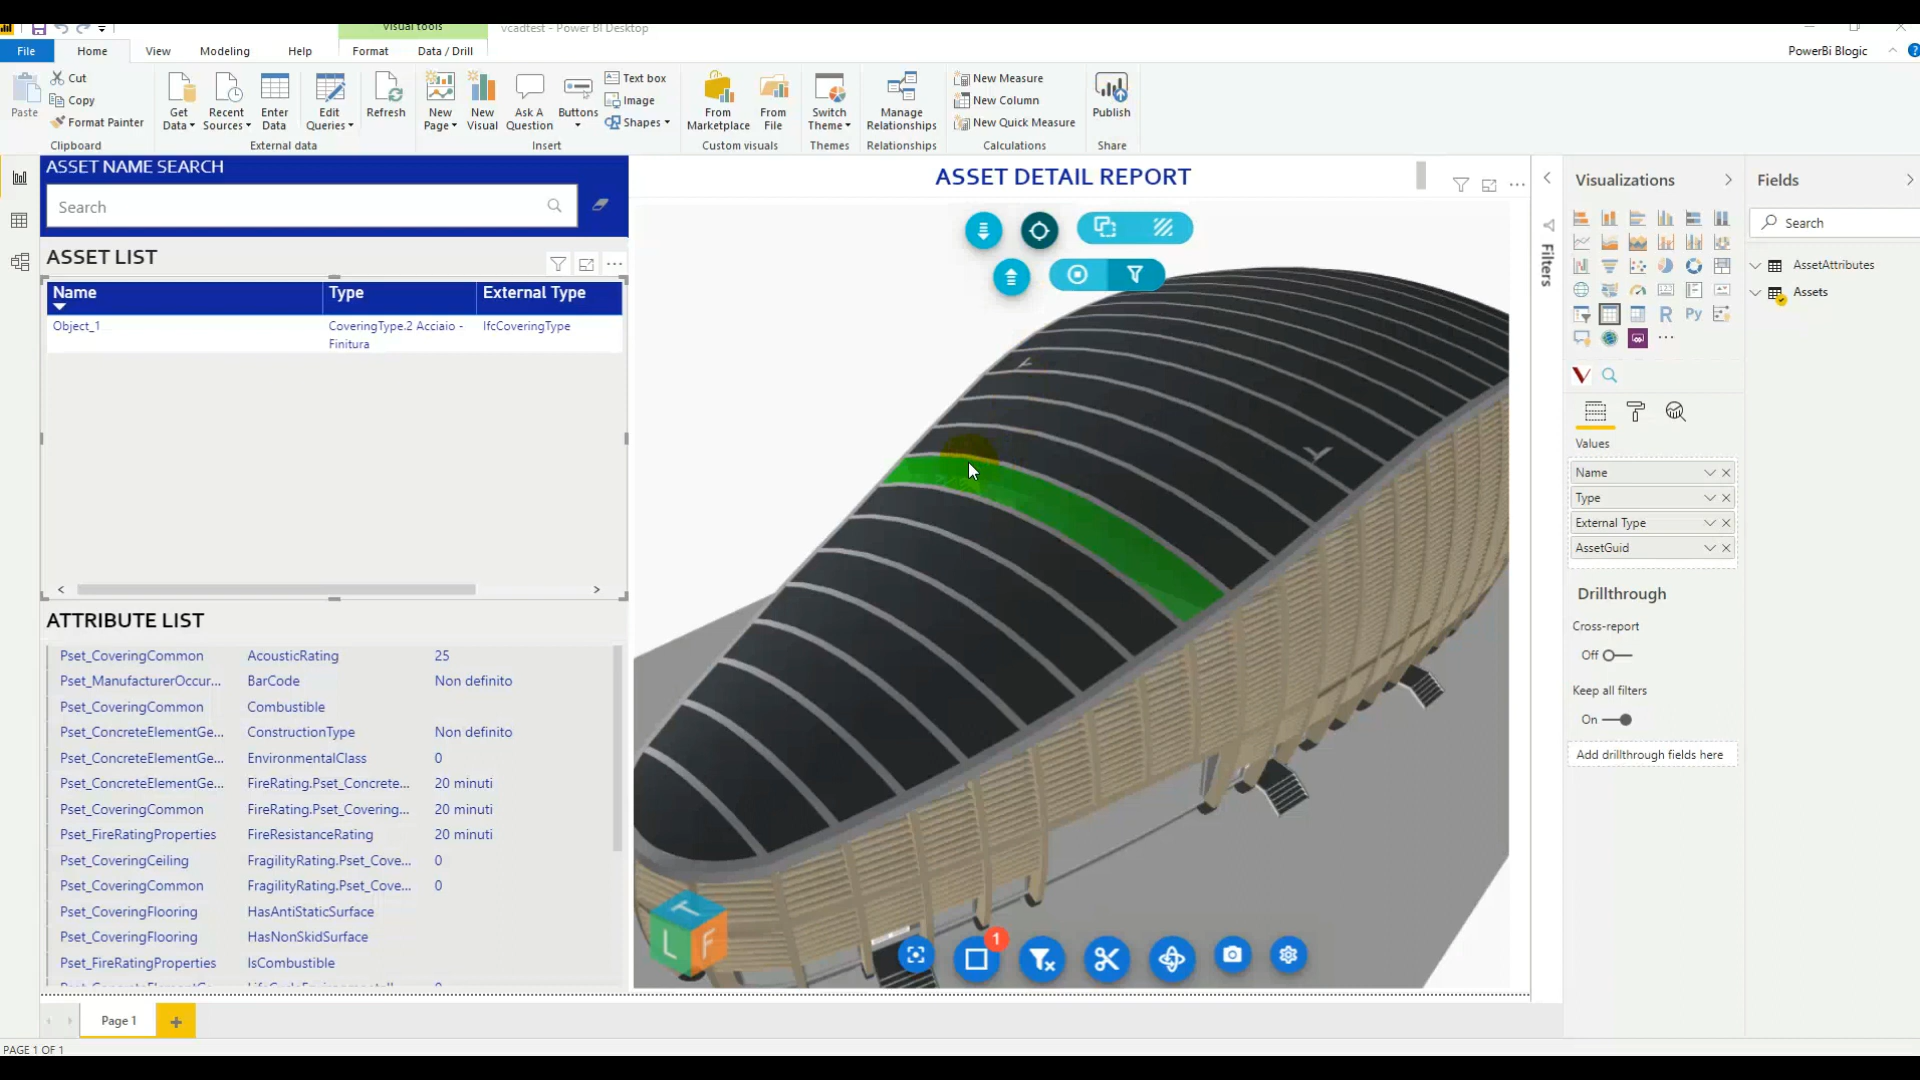 Visual tools
vcadtest - Power BI Desktop
File
Home
View
Modeling
Help
Format
Data / Drill
PowerBi Blogic
Paste
Cut
Copy
Format Painter
Clipboard
Get Data
Recent Sources
Enter Data
Edit Queries
Refresh
External data
New Page
New Visual
Ask A Question
Buttons
Text box
Image
Shapes
Insert
From Marketplace
From File
Custom visuals
Switch Theme
Themes
Manage Relationships
Relationships
New Measure
New Column
New Quick Measure
Calculations
Publish
Share
ASSET NAME SEARCH
Search
ASSET LIST
Name Type External Type
Object_1 CoveringType.2 Acciaio - IfcCoveringType
Finitura
ATTRIBUTE LIST
Pset_CoveringCommon AcousticRating 25
Pset_ManufacturerOccur... BarCode Non definito
Pset_CoveringCommon Combustible
Pset_ConcreteElementGe... ConstructionType Non definito
Pset_ConcreteElementGe... EnvironmentalClass 0
Pset_ConcreteElementGe... FireRating.Pset_Concrete... 20 minuti
Pset_CoveringCommon FireRating.Pset_Covering... 20 minuti
Pset_FireRatingProperties FireResistanceRating 20 minuti
Pset_CoveringCeiling FragilityRating.Pset_Cove... 0
Pset_CoveringCommon FragilityRating.Pset_Cove... 0
Pset_CoveringFlooring HasAntiStaticSurface
Pset_CoveringFlooring HasNonSkidSurface
Pset_FireRatingProperties IsCombustible
ASSET DETAIL REPORT
T
L F
1
Filters
Visualizations
R
Py
Values
Name
Type
External Type
AssetGuid
Drillthrough
Cross-report
Off
Keep all filters
On
Add drillthrough fields here
Fields
Search
AssetAttributes
Assets
Page 1
PAGE 1 OF 1